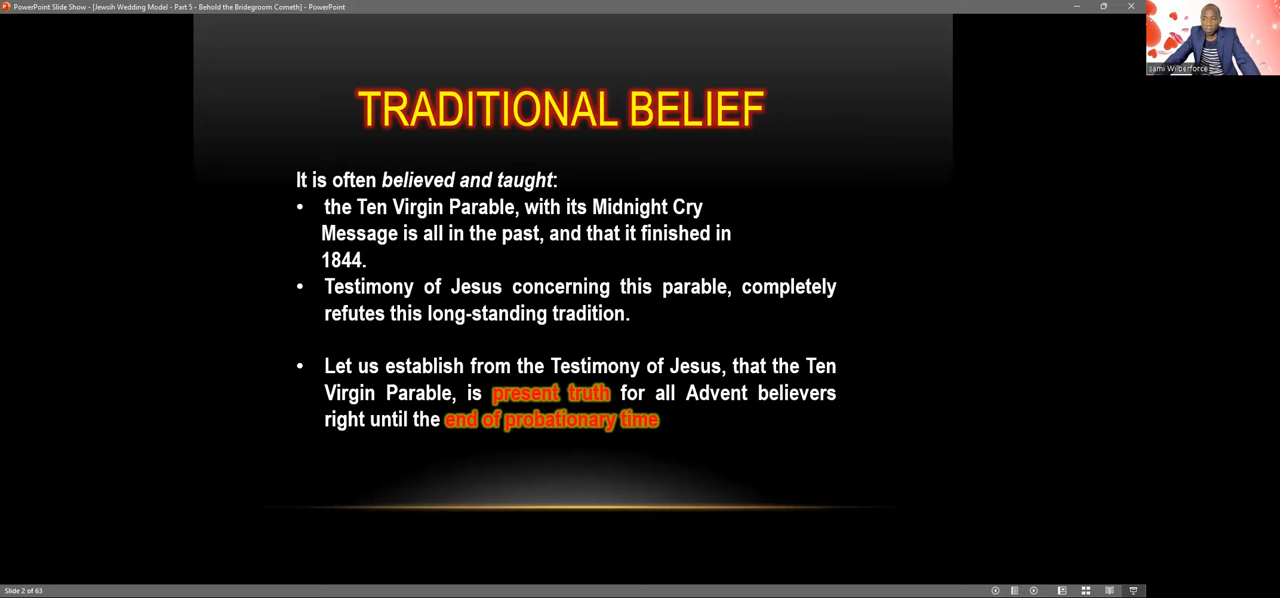 PowerPoint Slide Show - [Jewsih Wedding Model - Part 5 - Behold the Bridegroom Cometh] - PowerPoint
sami Wilberforce
TRADITIONAL BELIEF
It is often believed and taught:
• the Ten Virgin Parable, with its Midnight Cry
Message is all in the past, and that it finished in
1844.
• Testimony of Jesus concerning this parable, completely
refutes this long-standing tradition.
• Let us establish from the Testimony of Jesus, that the Ten
Virgin Parable, is present truth for all Advent believers
right until the end of probationary time
Slide 2 of 63